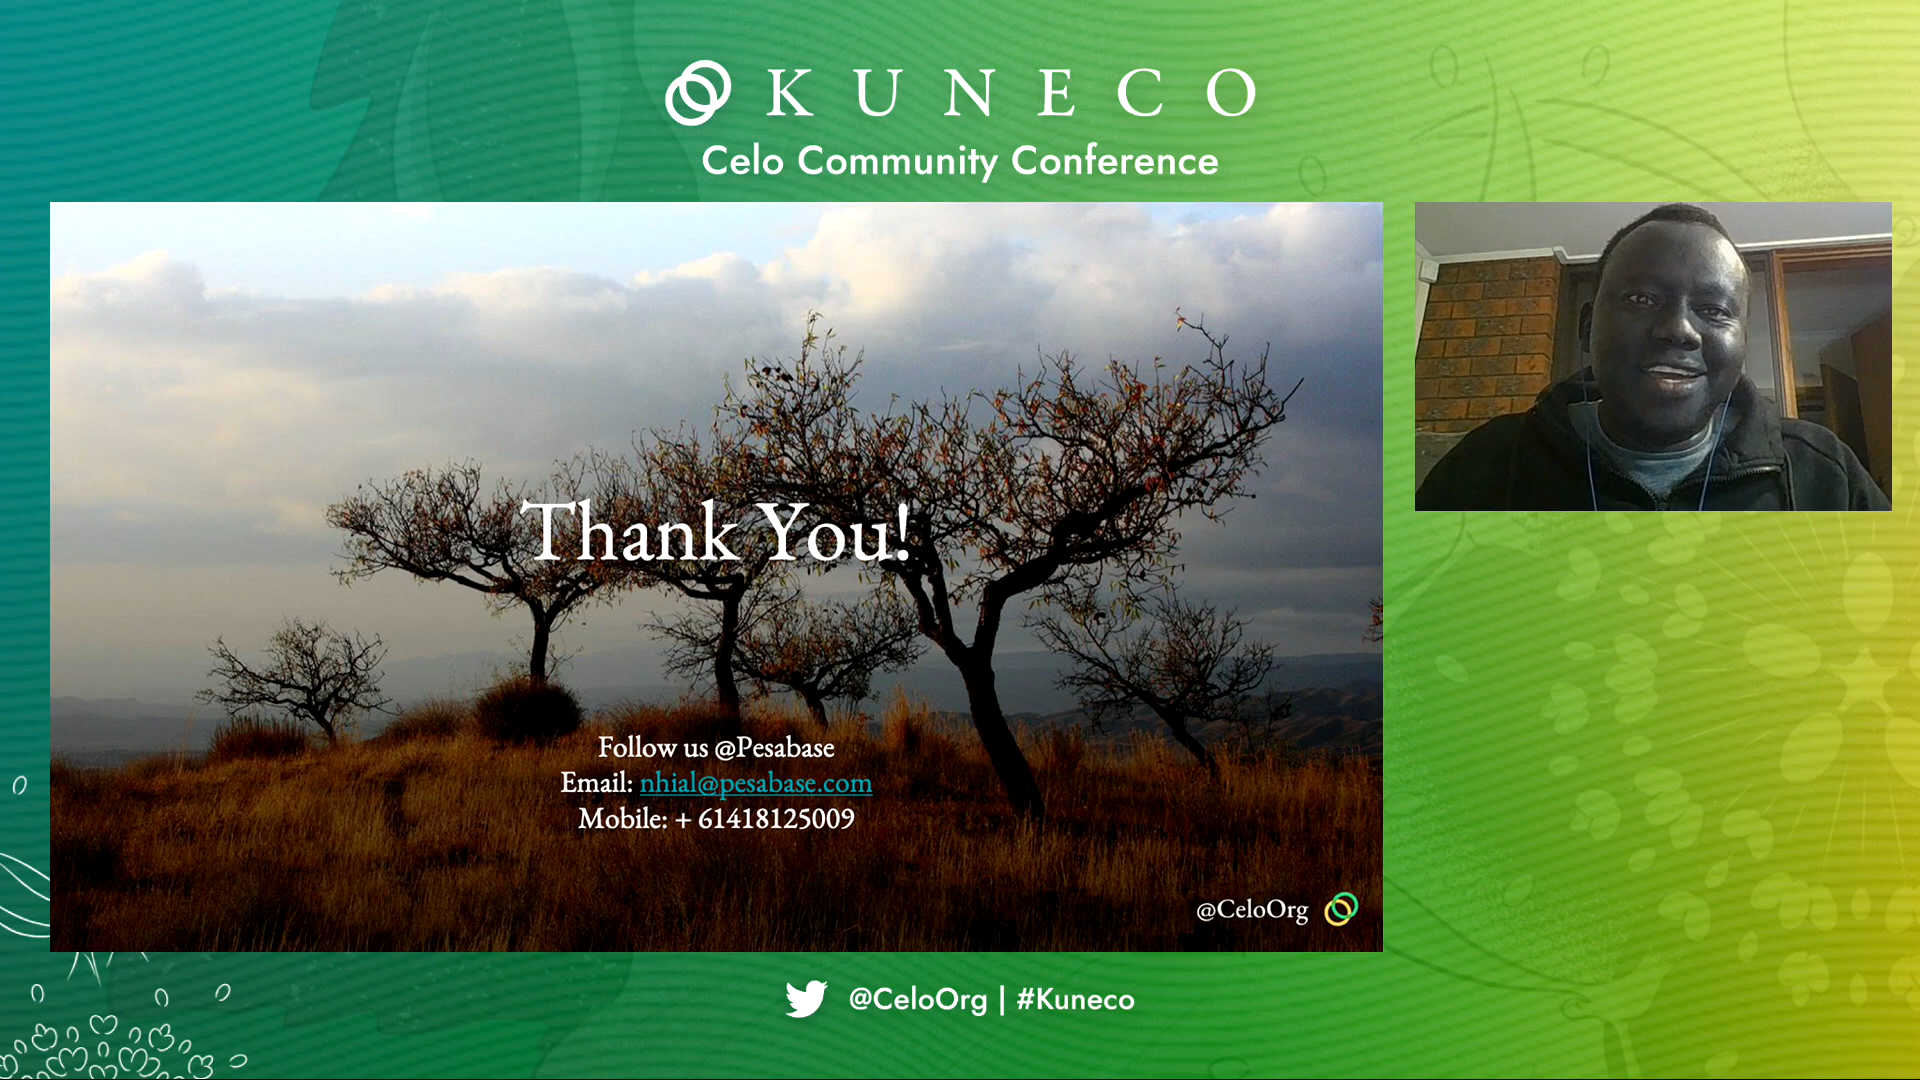 KUNECO
Celo Community Conference
Thank You!
Follow us @Pesabase
Email: nhial@pesabase.com
Mobile: + 61418125009
@CeloOrg
@CeloOrg | #Kuneco